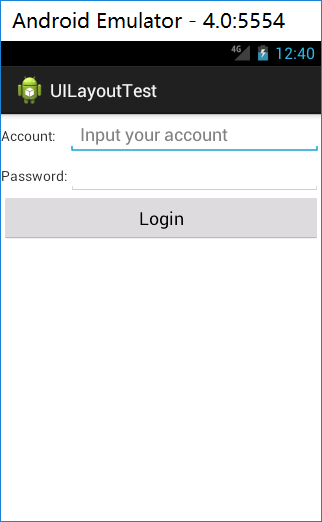 Android Emulator - 4.0:5554
4G 12:40
UILayoutTest
Account: Input your account
Password:
Login